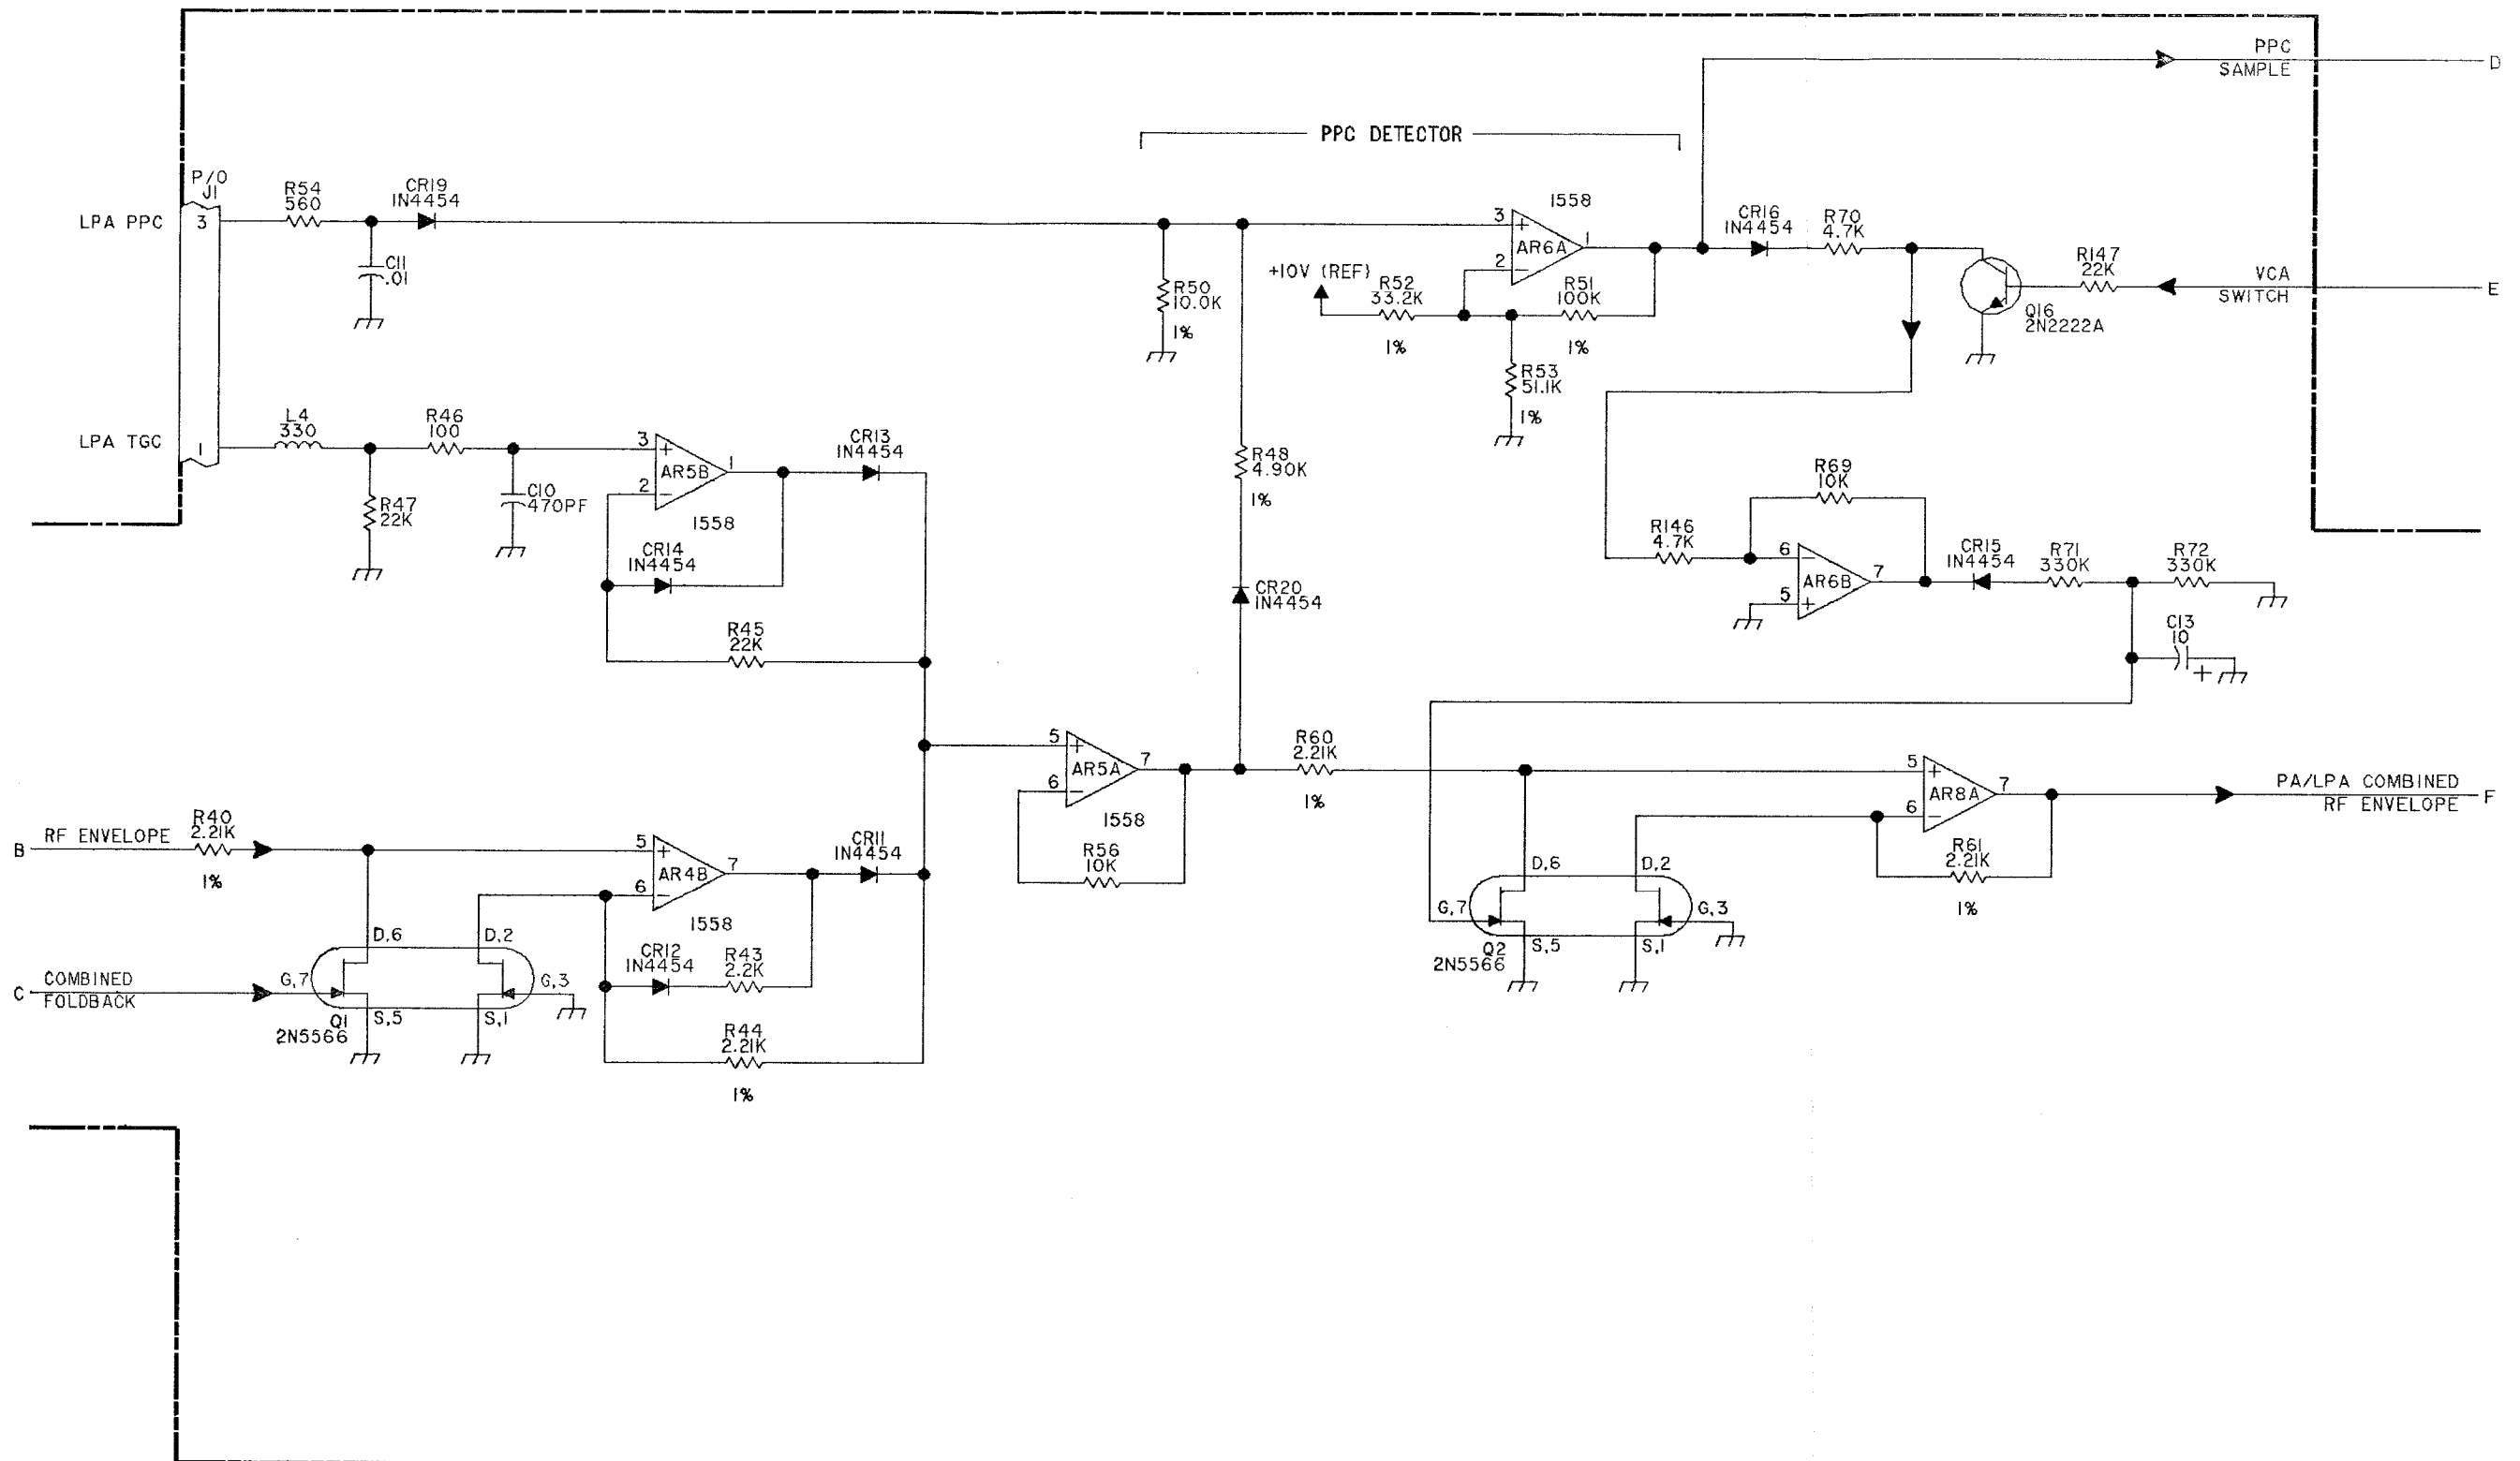 PPC
SAMPLE
D
PPC DETECTOR
P/O
J1
LPA PPC
3
R54
560
CR19
1N4454
C11
.01
R50
10.0K
1%
3
+
2
−
AR6A
1
1558
+10V (REF)
R52
33.2K
1%
R51
100K
1%
R53
51.1K
1%
CR16
1N4454
R70
4.7K
Q16
2N2222A
R147
22K
VCA
SWITCH
E
LPA TGC
1
L4
330
R46
100
R47
22K
C10
470PF
3
+
2
−
AR5B
1
1558
CR13
1N4454
CR14
1N4454
R45
22K
R48
4.90K
1%
CR20
1N4454
R69
10K
R146
4.7K
6
−
5
+
AR6B
7
CR15
1N4454
R71
330K
R72
330K
C13
10
+
5
+
6
−
AR5A
7
1558
R56
10K
R60
2.21K
1%
5
+
6
−
AR8A
7
R61
2.21K
1%
PA/LPA COMBINED
RF ENVELOPE
F
D,6
D,2
G,7
G,3
S,5
S,1
Q2
2N5566
B
RF ENVELOPE
R40
2.21K
1%
5
+
6
−
AR4B
7
1558
CR11
1N4454
CR12
1N4454
R43
2.2K
R44
2.21K
1%
C
COMBINED
FOLDBACK
D,6
D,2
G,7
G,3
S,5
S,1
Q1
2N5566